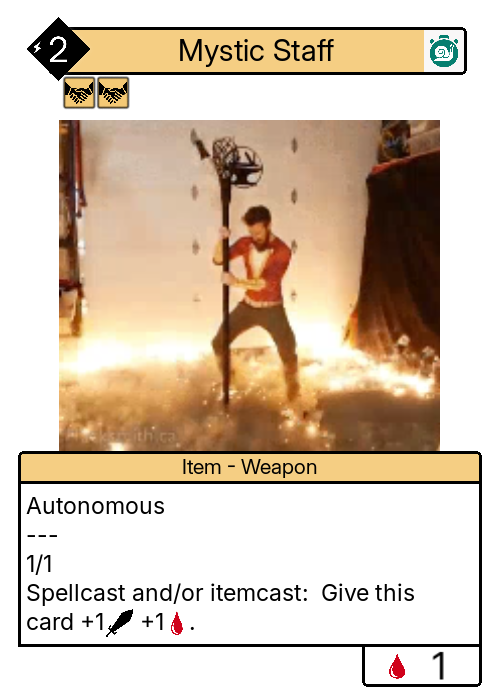 2
Mystic Staff
Item - Weapon
Autonomous
---
1/1
Spellcast and/or itemcast:  Give this
card +1 +1 .
1